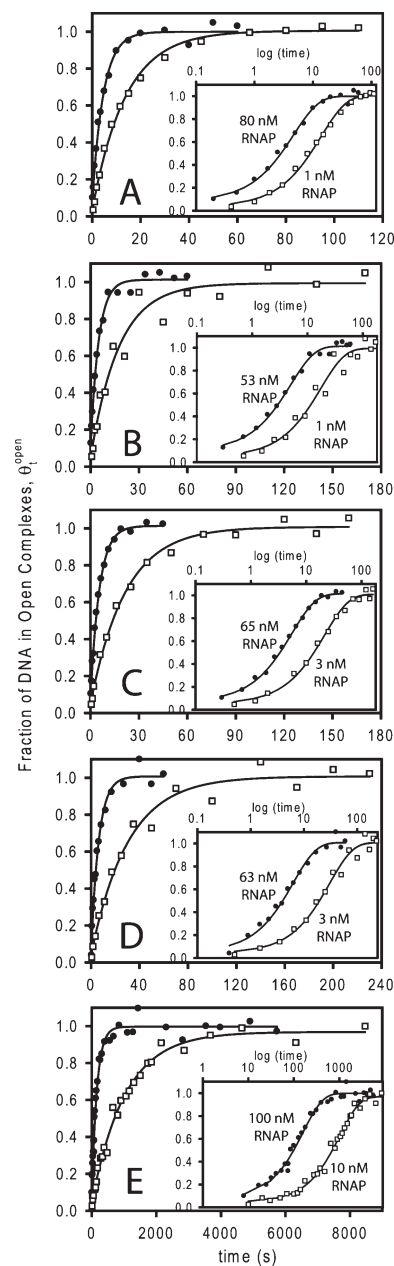 Fraction of DNA in Open Complexes, θ_t^open
1.0
0.8
0.6
0.4
0.2
0.0
0 20 40 60 80 100 120
log (time)
0.1 1 10 100
1.0
0.8
0.6
0.4
0.2
0.0
80 nM
RNAP
1 nM
RNAP
A
1.0
0.8
0.6
0.4
0.2
0.0
0 30 60 90 120 150 180
log (time)
0.1 1 10 100
1.0
0.8
0.6
0.4
0.2
0.0
53 nM
RNAP
1 nM
RNAP
B
1.0
0.8
0.6
0.4
0.2
0.0
0 30 60 90 120 150 180
log (time)
0.1 1 10 100
1.0
0.8
0.6
0.4
0.2
0.0
65 nM
RNAP
3 nM
RNAP
C
1.0
0.8
0.6
0.4
0.2
0.0
0 40 80 120 160 200 240
log (time)
0.1 1 10 100
1.0
0.8
0.6
0.4
0.2
0.0
63 nM
RNAP
3 nM
RNAP
D
1.0
0.8
0.6
0.4
0.2
0.0
0 2000 4000 6000 8000
log (time)
1 10 100 1000
1.0
0.8
0.6
0.4
0.2
0.0
100 nM
RNAP
10 nM
RNAP
E
time (s)